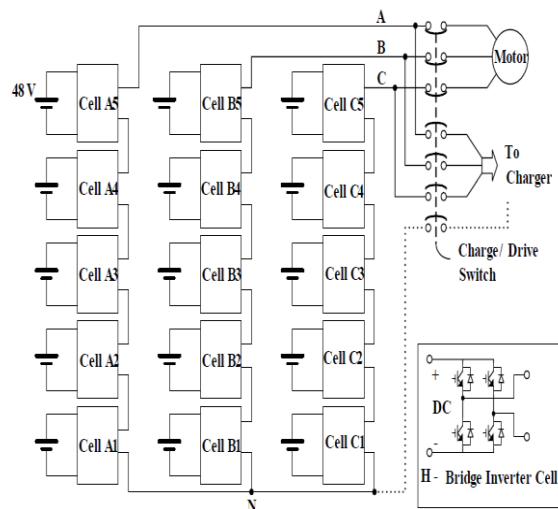 A
B
C
Motor
48 V
Cell A5
Cell B5
Cell C5
Cell A4
Cell B4
Cell C4
To
Charger
Cell A3
Cell B3
Cell C3
Charge/ Drive
Switch
Cell A2
Cell B2
Cell C2
Cell A1
Cell B1
Cell C1
+
DC
-
H - Bridge Inverter Cell
N